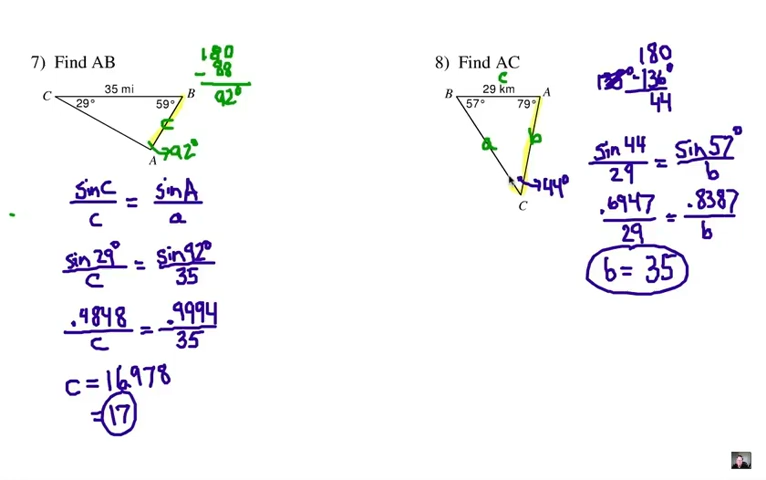 7) Find AB
180
- 88
92°
35 mi
C
B
29°
59°
c
A
→92°
sinC/c = sinA/a
sin29°/c = sin92°/35
.4848/c = .9994/35
c = 16978
= 17
8) Find AC
c
29 km
B
A
57°
79°
a
b
→44°
C
180
-136°
44
sin44/29 = sin57°/b
.6947/29 = .8387/b
b = 35